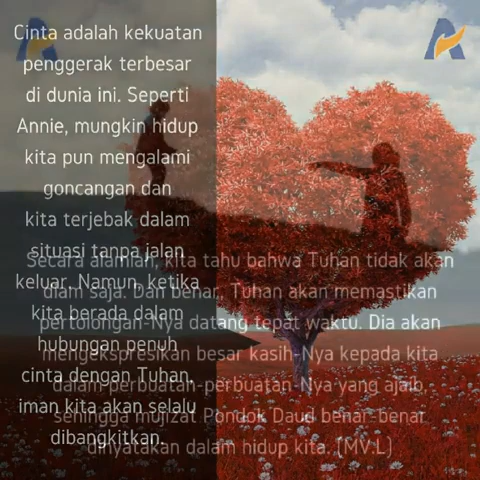 Cinta adalah kekuatan
penggerak terbesar
di dunia ini. Seperti
Annie, mungkin hidup
kita pun mengalami
goncangan dan
kita terjebak dalam
situasi tanpa jalan
keluar. Namun, ketika
kita berada dalam
hubungan penuh
cinta dengan Tuhan,
iman kita akan selalu
dibangkitkan.
Secara alamiah, kita tahu bahwa Tuhan tidak akan
diam saja. Dan benar, Tuhan akan memastikan
pertolongan-Nya datang tepat waktu. Dia akan
mengekspresikan besar kasih-Nya kepada kita
dalam perbuatan-perbuatan-Nya yang ajaib,
sehingga mujizat Pondok Daud benar-benar
dinyatakan dalam hidup kita. (MV.L)